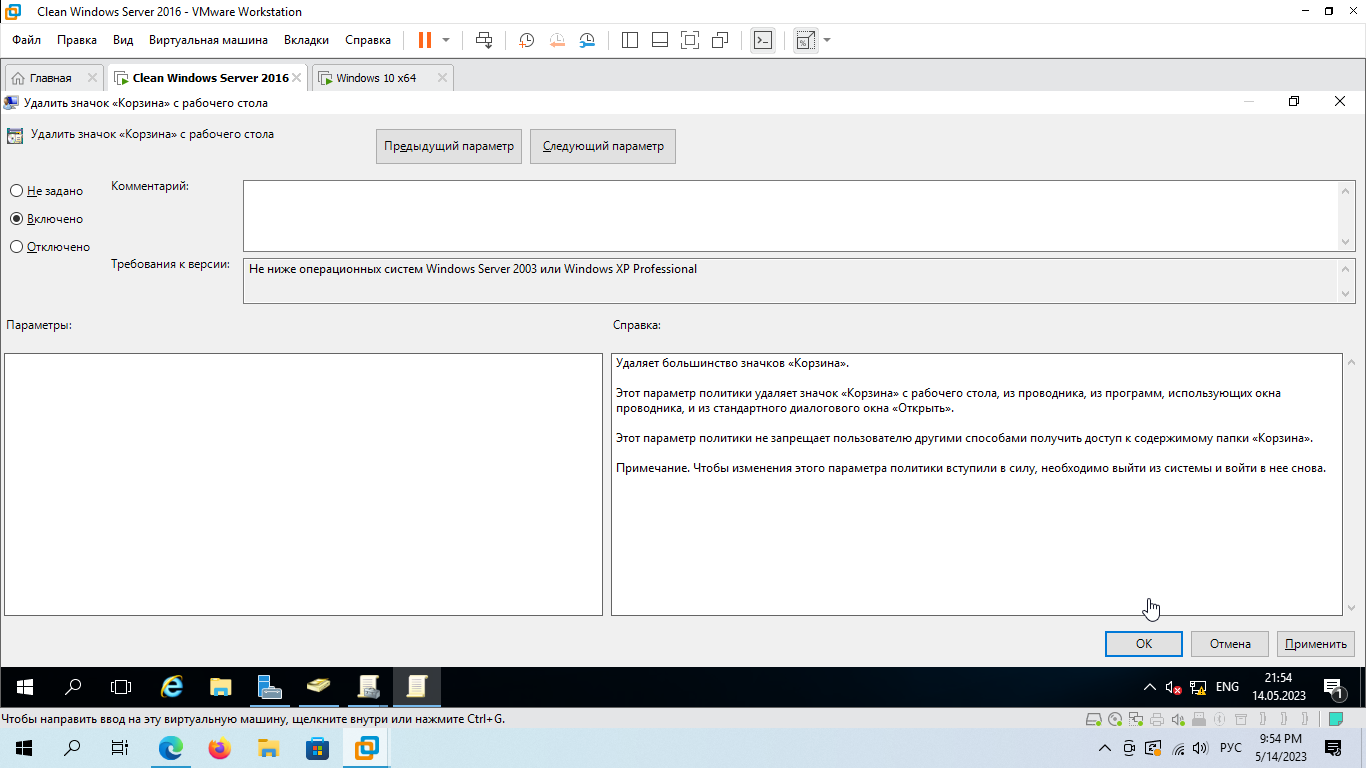 Clean Windows Server 2016 - VMware Workstation
Файл Правка Вид Виртуальная машина Вкладки Справка
Главная Clean Windows Server 2016 Windows 10 x64
Удалить значок «Корзина» с рабочего стола
Удалить значок «Корзина» с рабочего стола
Предыдущий параметр Следующий параметр
Не задано
Включено
Отключено
Комментарий:
Требования к версии:
Не ниже операционных систем Windows Server 2003 или Windows XP Professional
Параметры:
Справка:
Удаляет большинство значков «Корзина».
Этот параметр политики удаляет значок «Корзина» с рабочего стола, из проводника, из программ, использующих окна
проводника, и из стандартного диалогового окна «Открыть».
Этот параметр политики не запрещает пользователю другими способами получить доступ к содержимому папки «Корзина».
Примечание. Чтобы изменения этого параметра политики вступили в силу, необходимо выйти из системы и войти в нее снова.
ОК Отмена Применить
ENG
21:54
14.05.2023
1
Чтобы направить ввод на эту виртуальную машину, щелкните внутри или нажмите Ctrl+G.
РУС
9:54 PM
5/14/2023